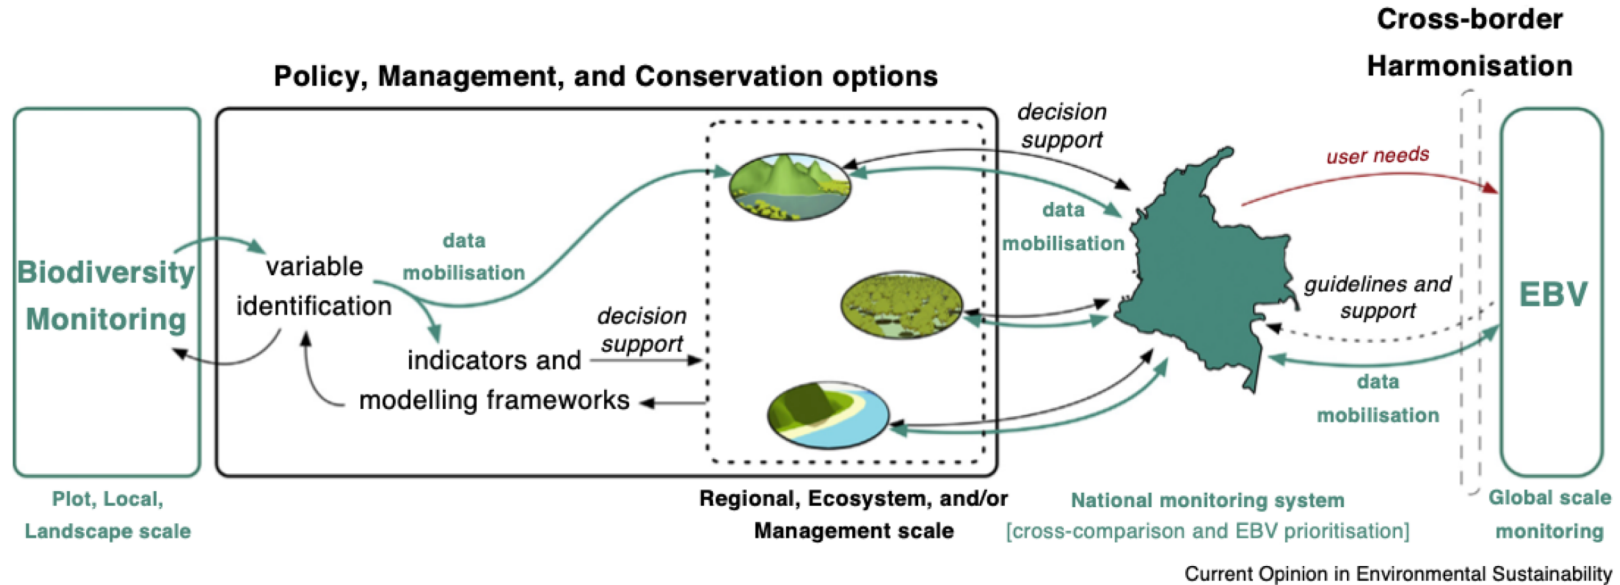 Cross-border
Harmonisation
Policy, Management, and Conservation options
decision
support
user needs
data
mobilisation
data
mobilisation
Biodiversity
Monitoring
variable
identification
guidelines and
support
EBV
decision
support
indicators and
modelling frameworks
data
mobilisation
Plot, Local,
Landscape scale
Regional, Ecosystem, and/or
Management scale
National monitoring system
[cross-comparison and EBV prioritisation]
Global scale
monitoring
Current Opinion in Environmental Sustainability